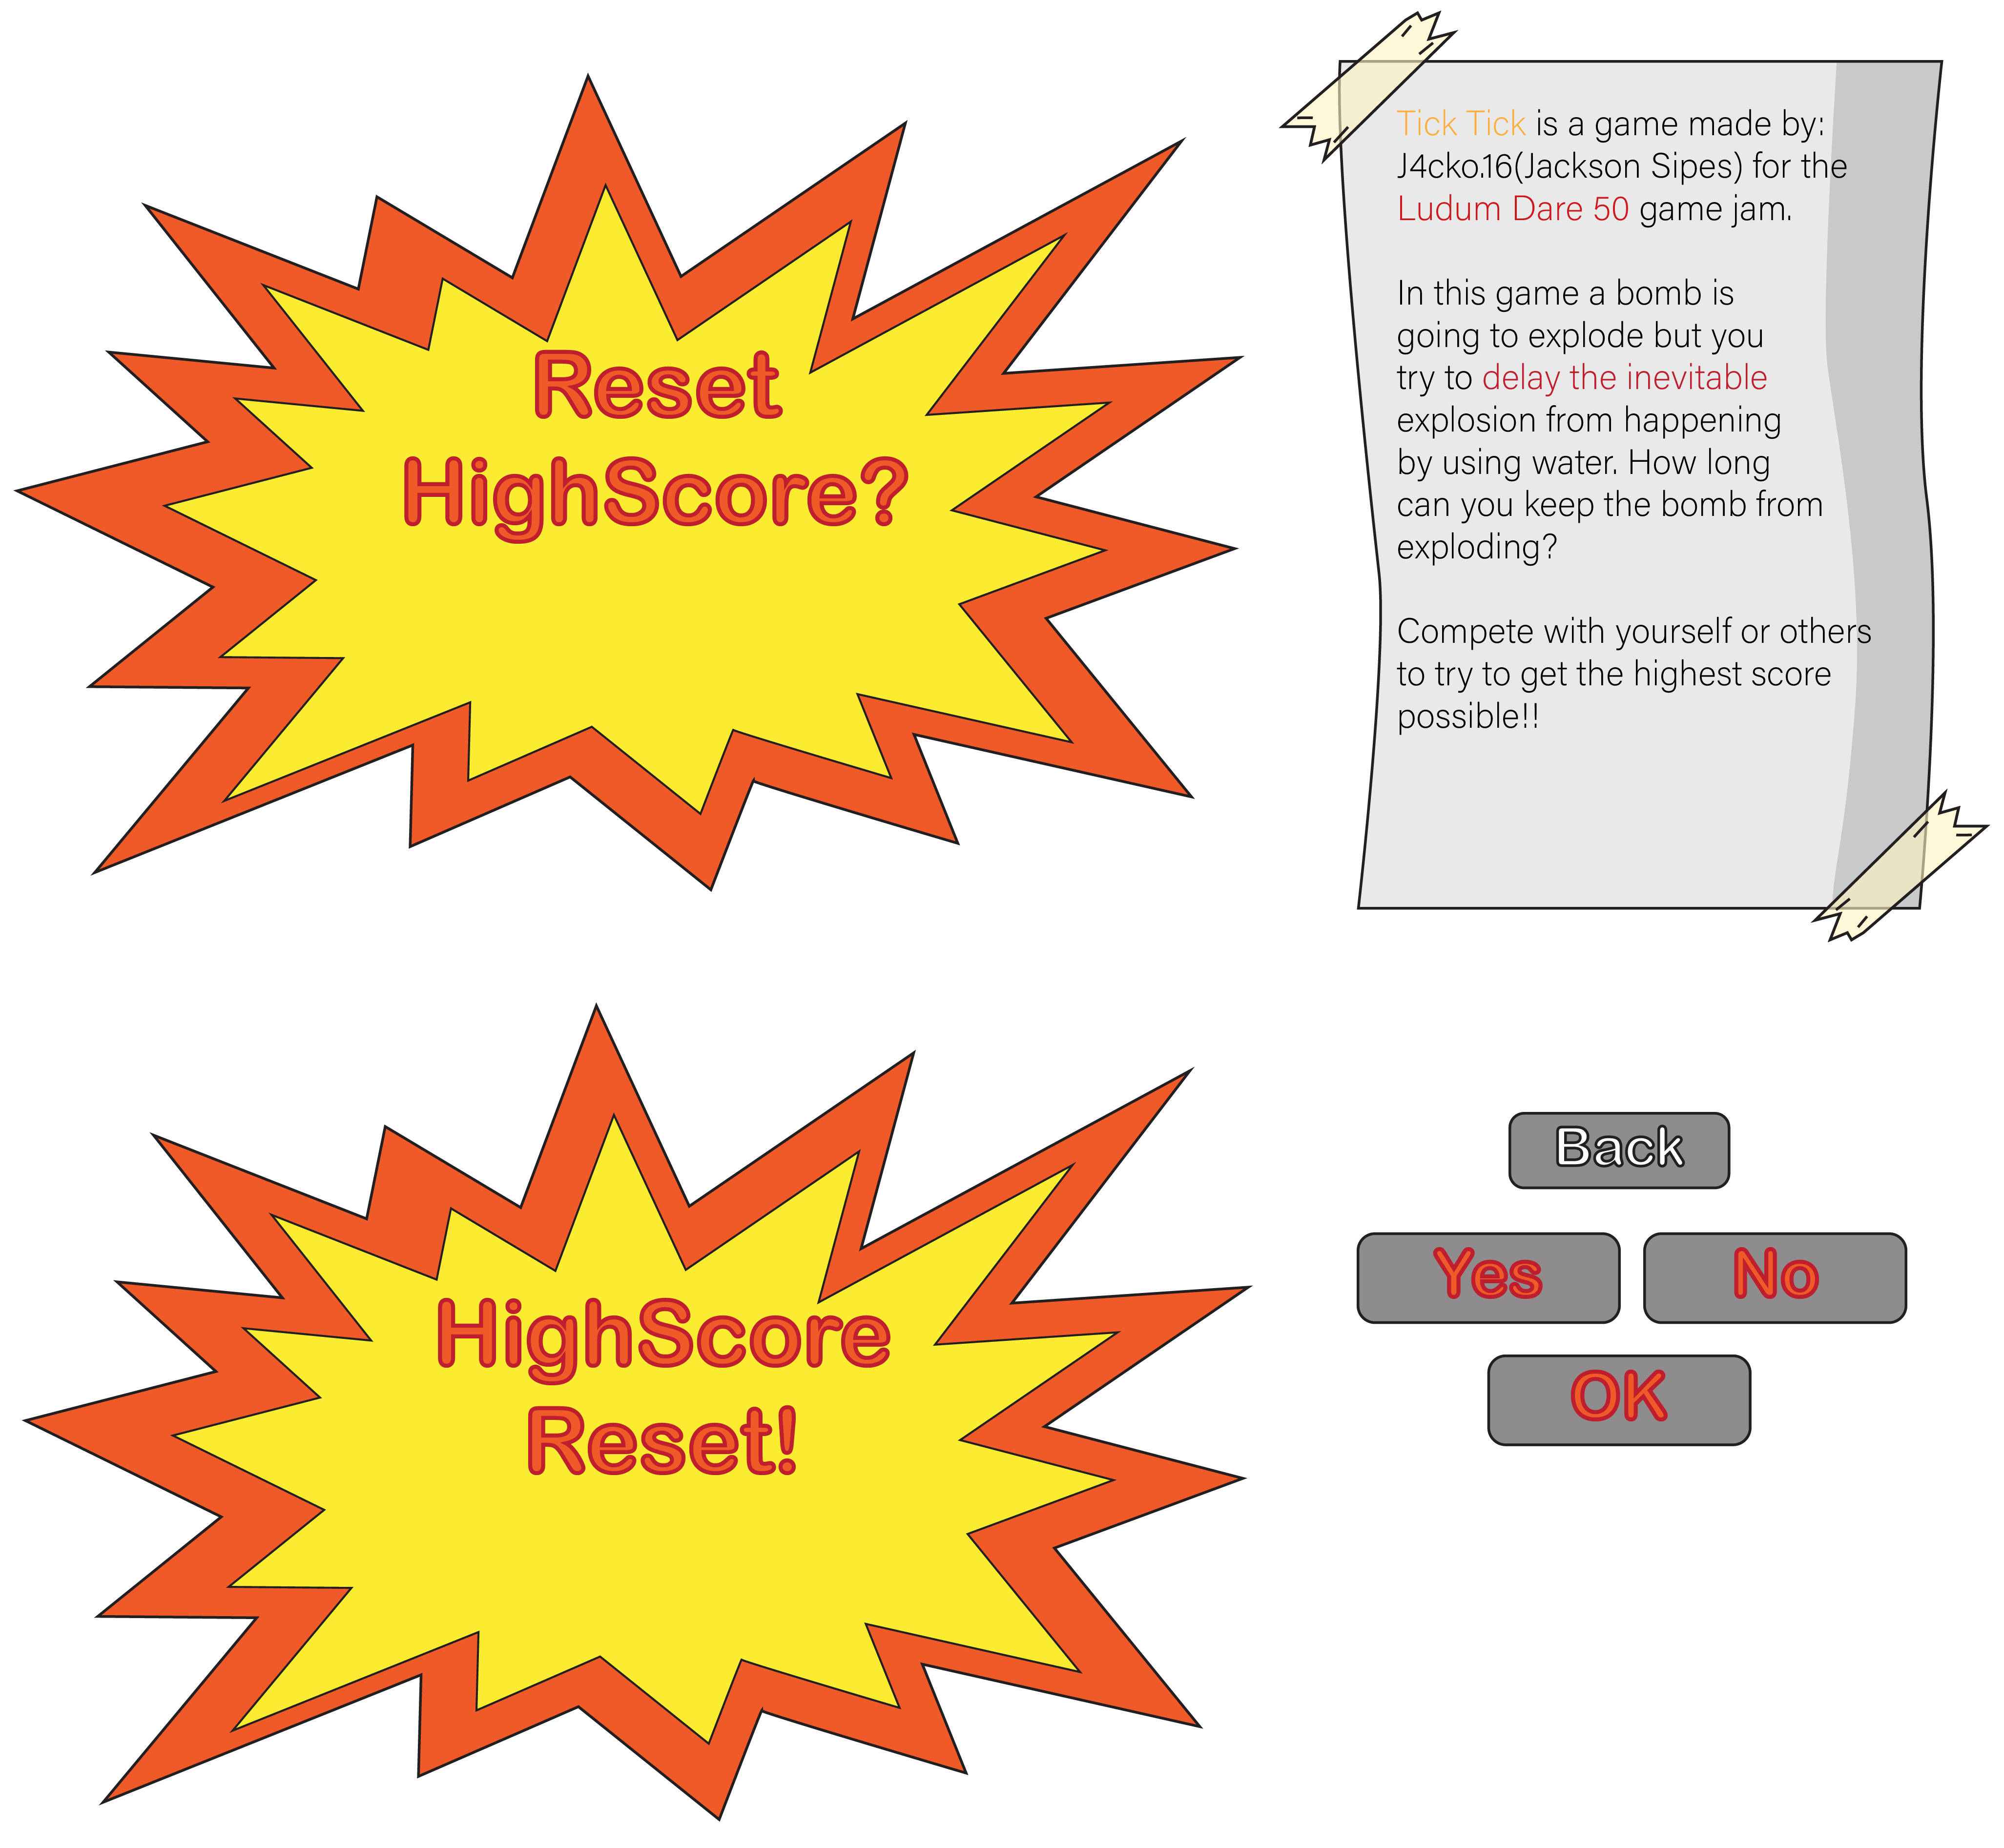 Reset
HighScore?
Tick Tick is a game made by:
J4cko.16(Jackson Sipes) for the
Ludum Dare 50 game jam.
In this game a bomb is
going to explode but you
try to delay the inevitable
explosion from happening
by using water. How long
can you keep the bomb from
exploding?
Compete with yourself or others
to try to get the highest score
possible!!
HighScore
Reset!
Back
Yes
No
OK